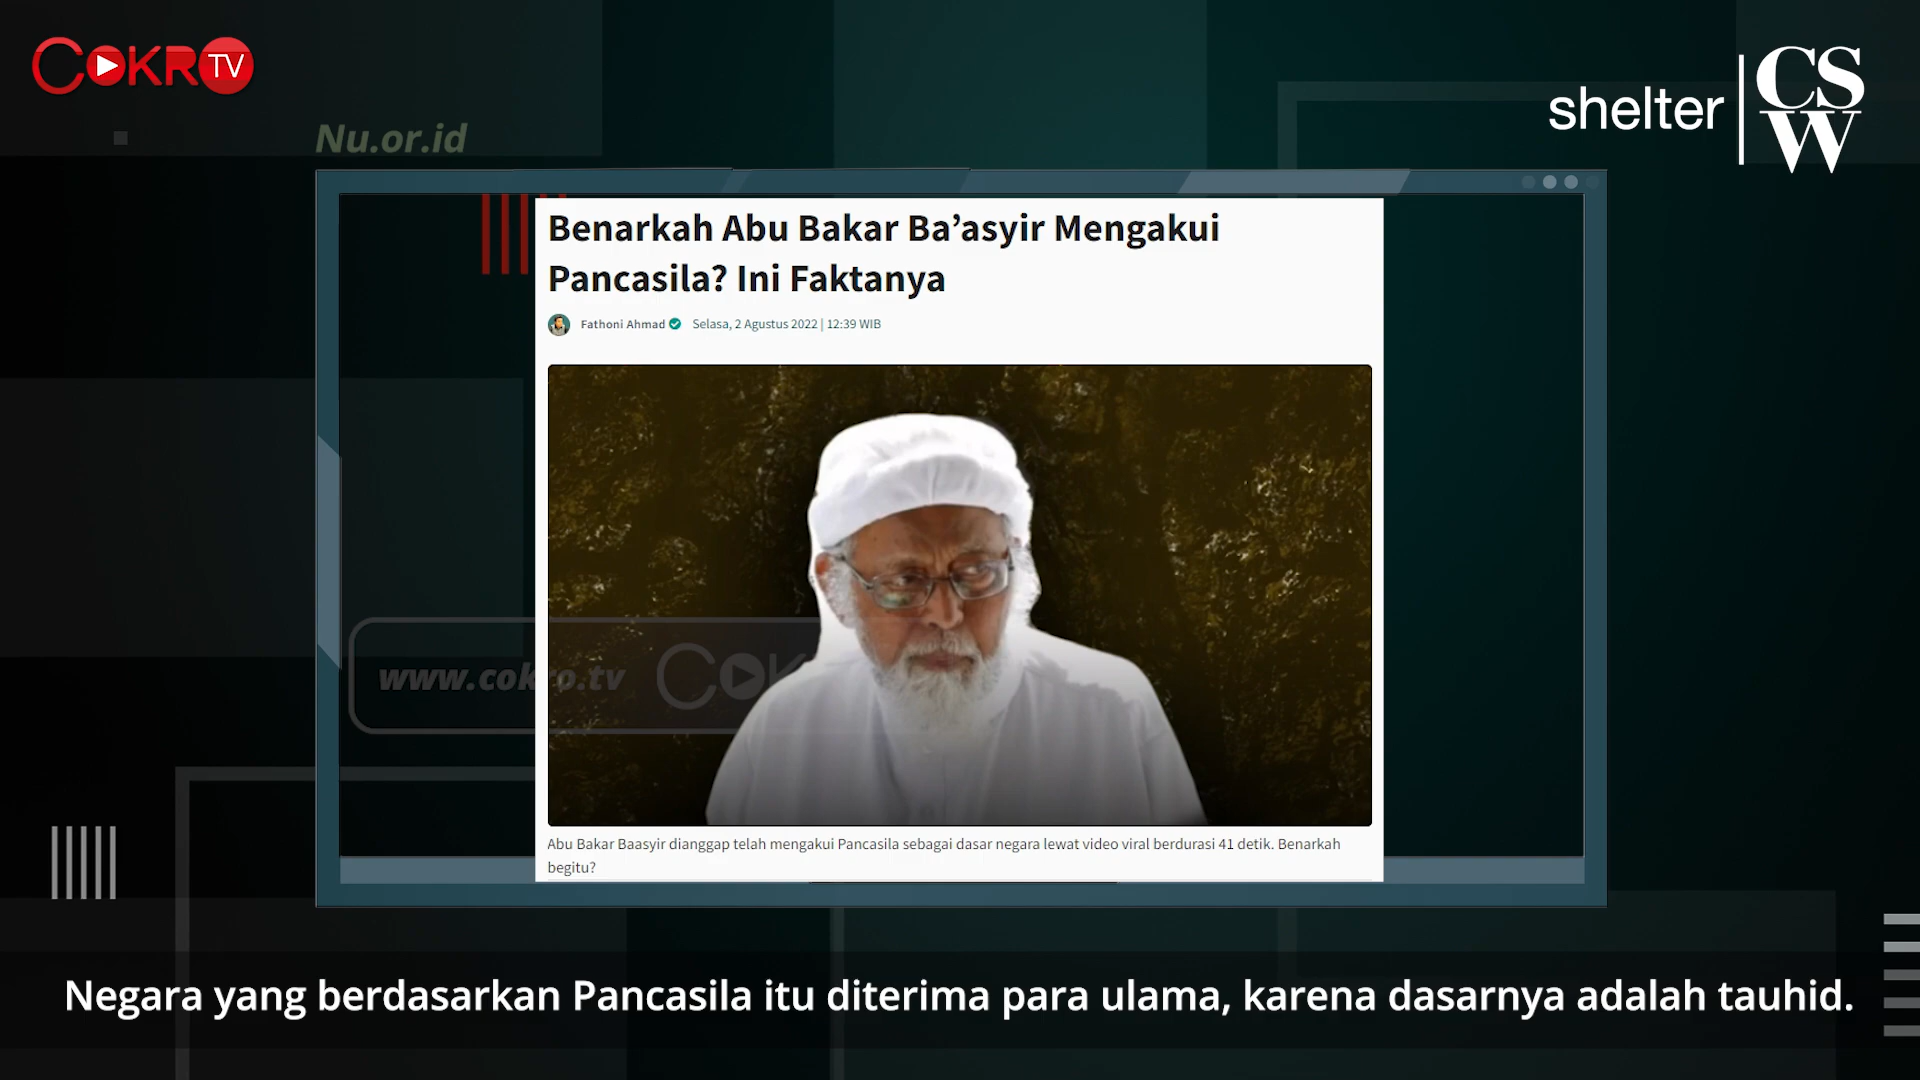 COKRO TV
shelter
CSW
Nu.or.id
Benarkah Abu Bakar Ba’asyir Mengakui
Pancasila? Ini Faktanya
Fathoni Ahmad Selasa, 2 Agustus 2022 | 12:39 WIB
www.cokro.tv COK
Abu Bakar Baasyir dianggap telah mengakui Pancasila sebagai dasar negara lewat video viral berdurasi 41 detik. Benarkah
begitu?
Negara yang berdasarkan Pancasila itu diterima para ulama, karena dasarnya adalah tauhid.